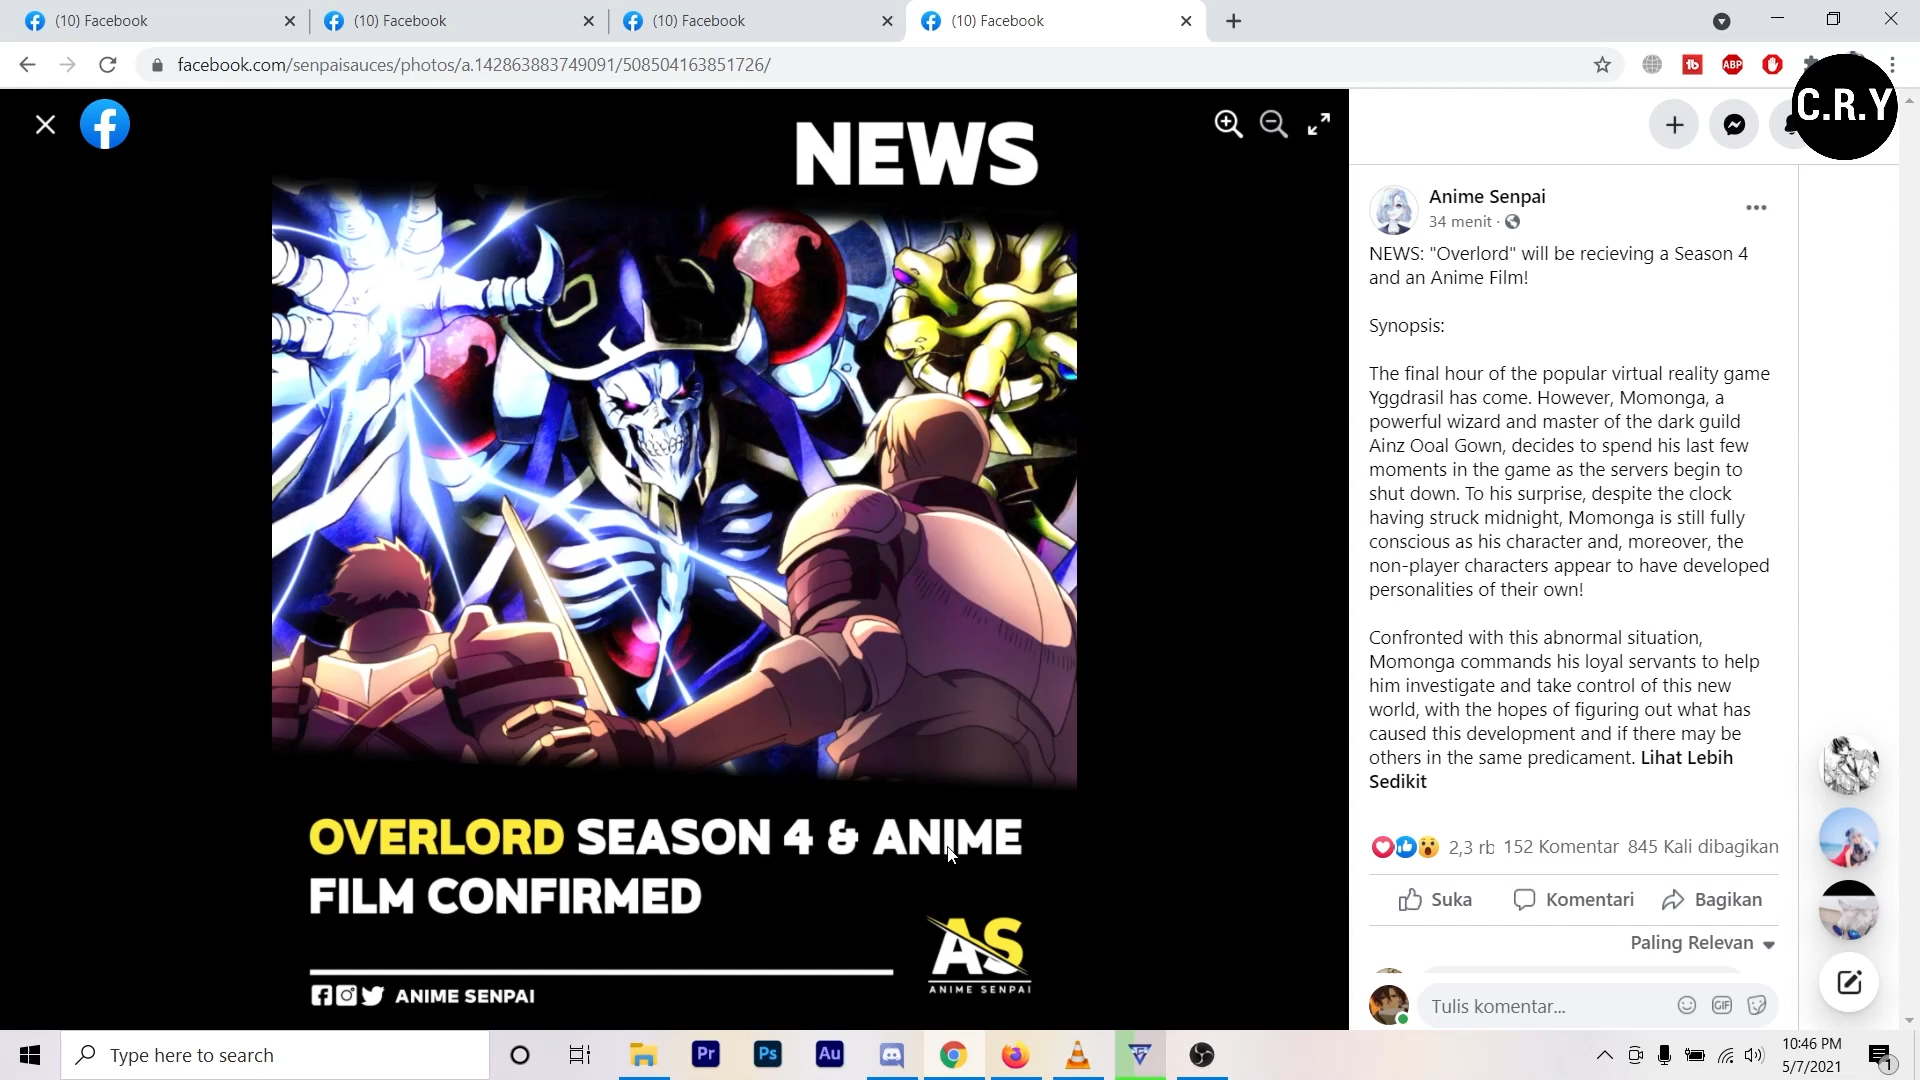 (10) Facebook
(10) Facebook
(10) Facebook
(10) Facebook
facebook.com/senpaisauces/photos/a.142863883749091/508504163851726/
ABP
C.R.Y
NEWS
Anime Senpai
34 menit ·
NEWS: "Overlord" will be recieving a Season 4
and an Anime Film!
Synopsis:
The final hour of the popular virtual reality game
Yggdrasil has come. However, Momonga, a
powerful wizard and master of the dark guild
Ainz Ooal Gown, decides to spend his last few
moments in the game as the servers begin to
shut down. To his surprise, despite the clock
having struck midnight, Momonga is still fully
conscious as his character and, moreover, the
non-player characters appear to have developed
personalities of their own!
Confronted with this abnormal situation,
Momonga commands his loyal servants to help
him investigate and take control of this new
world, with the hopes of figuring out what has
caused this development and if there may be
others in the same predicament. Lihat Lebih
Sedikit
2,3 rb 152 Komentar 845 Kali dibagikan
Suka Komentari Bagikan
Paling Relevan
Tulis komentar...
GIF
OVERLORD SEASON 4 & ANIME
FILM CONFIRMED
AS
ANIME SENPAI
ANIME SENPAI
Type here to search
Pr
Ps
Au
10:46 PM
5/7/2021
1